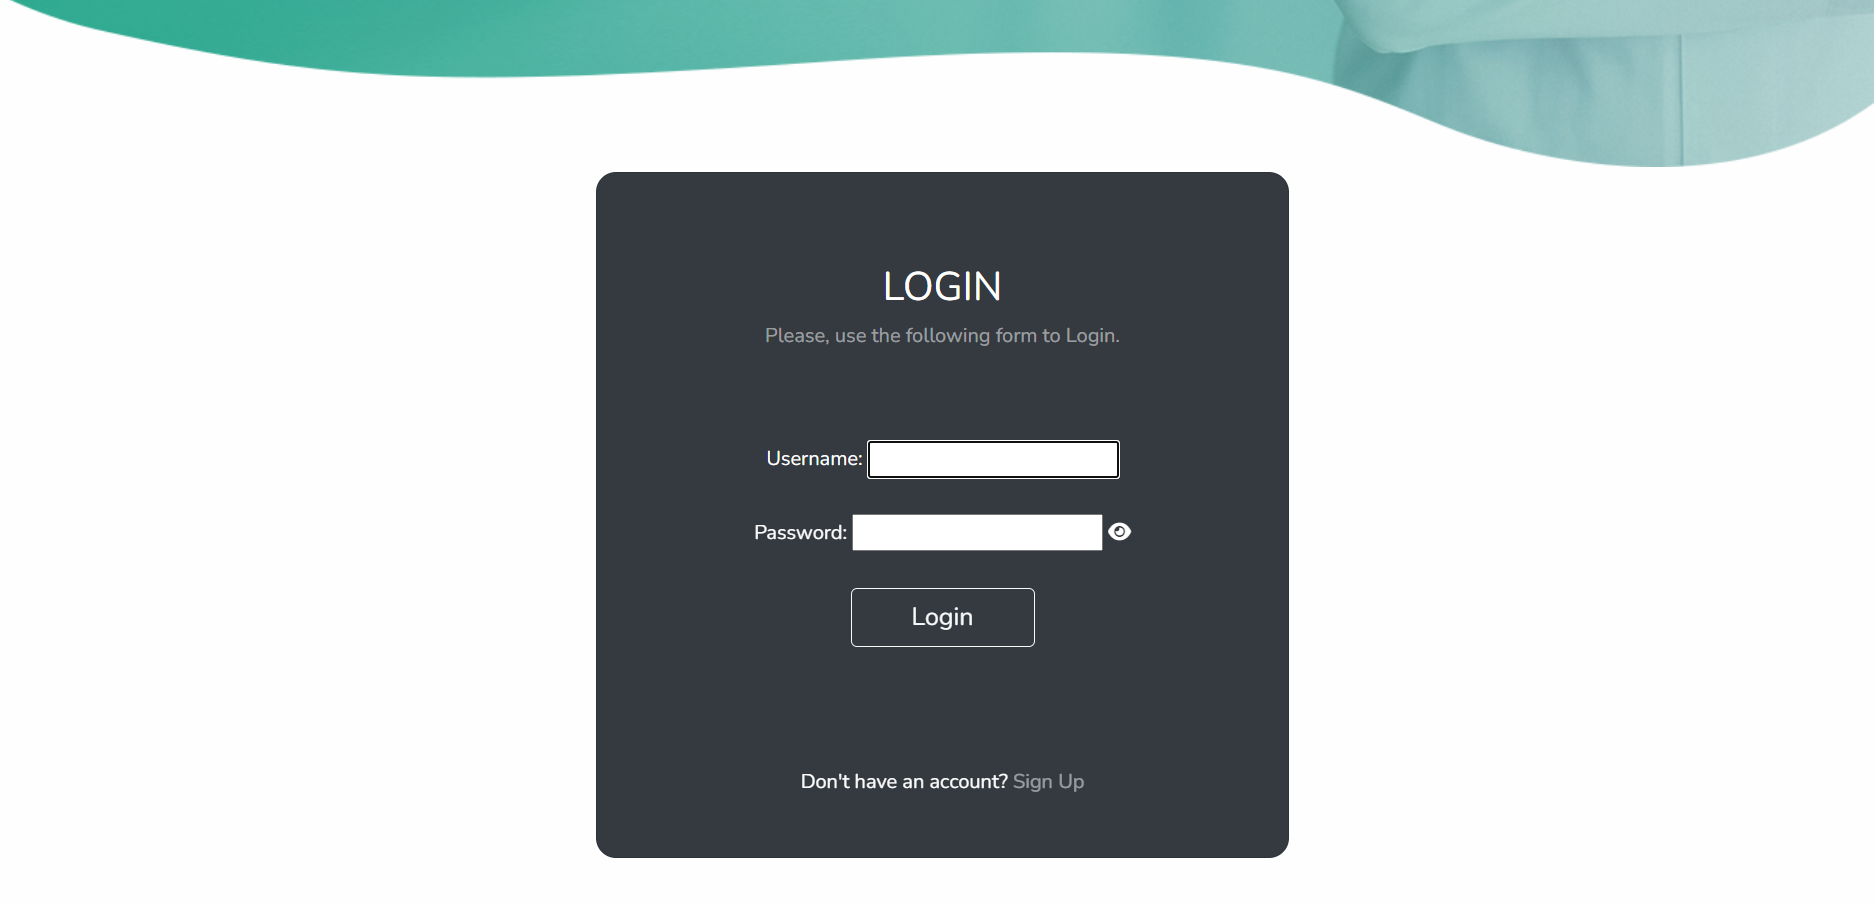 LOGIN
Please, use the following form to Login.
Username:
Password:
Login
Don't have an account? Sign Up